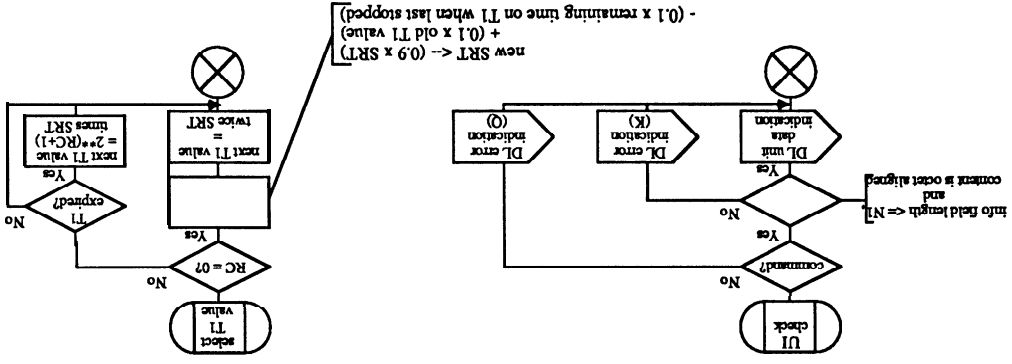 UI
check
command?
No
Yes
info field length <= N1
and
content is octet aligned
No
Yes
DL unit
data
indication
DL error
indication
(K)
DL error
indication
(Q)
select
T1
value
RC = 0?
No
Yes
T1
expired?
No
Yes
next T1 value
=
twice SRT
next T1 value
= 2**(RC+1)
times SRT
new SRT <-- (0.9 x SRT)
+ (0.1 x old T1 value)
- (0.1 x remaining on time on T1 when last stopped)